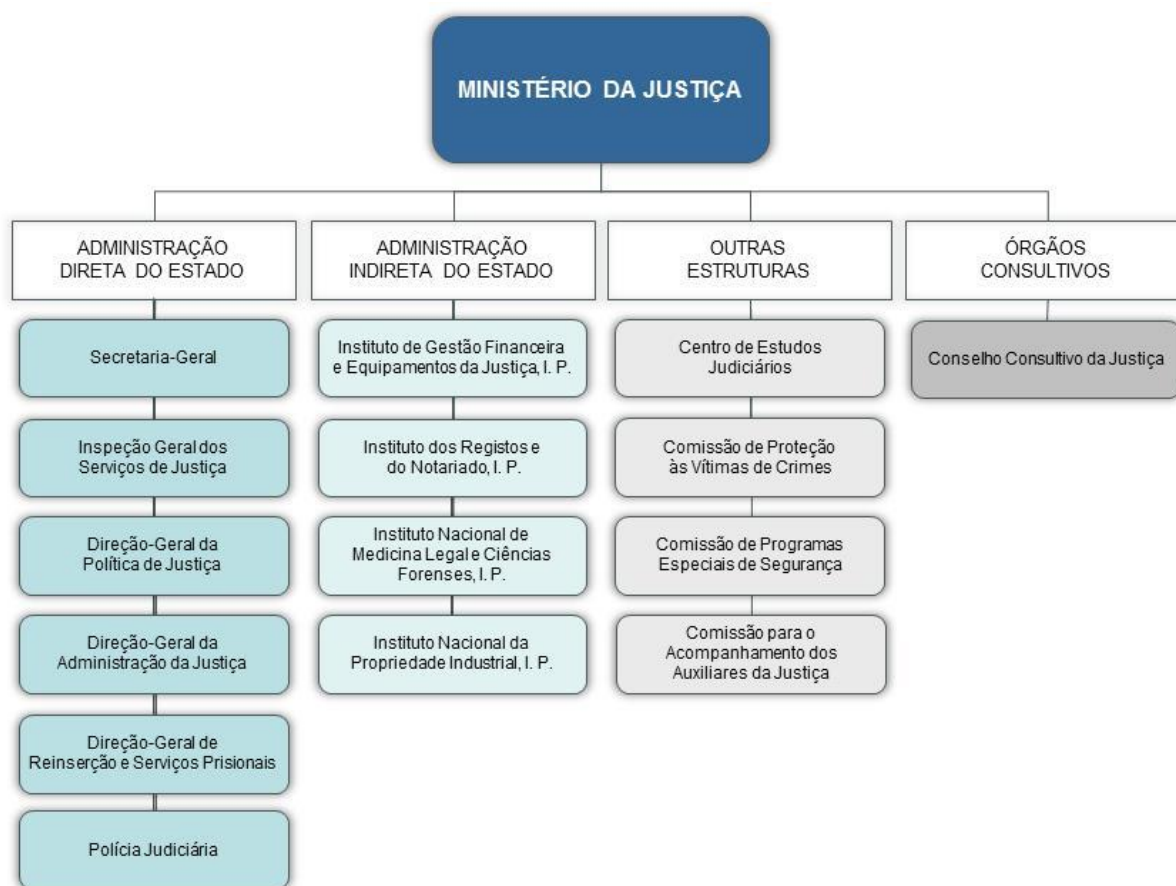 MINISTÉRIO DA JUSTIÇA
ADMINISTRAÇÃO
DIRETA DO ESTADO
Secretaria-Geral
Inspeção Geral dos
Serviços de Justiça
Direção-Geral da
Política de Justiça
Direção-Geral da
Administração da Justiça
Direção-Geral de
Reinserção e Serviços Prisionais
Polícia Judiciária
ADMINISTRAÇÃO
INDIRETA DO ESTADO
Instituto de Gestão Financeira
e Equipamentos da Justiça, I. P.
Instituto dos Registos e
do Notariado, I. P.
Instituto Nacional de
Medicina Legal e Ciências
Forenses, I. P.
Instituto Nacional da
Propriedade Industrial, I. P.
OUTRAS
ESTRUTURAS
Centro de Estudos
Judiciários
Comissão de Proteção
às Vítimas de Crimes
Comissão de Programas
Especiais de Segurança
Comissão para o
Acompanhamento dos
Auxiliares da Justiça
ÓRGÃOS
CONSULTIVOS
Conselho Consultivo da Justiça